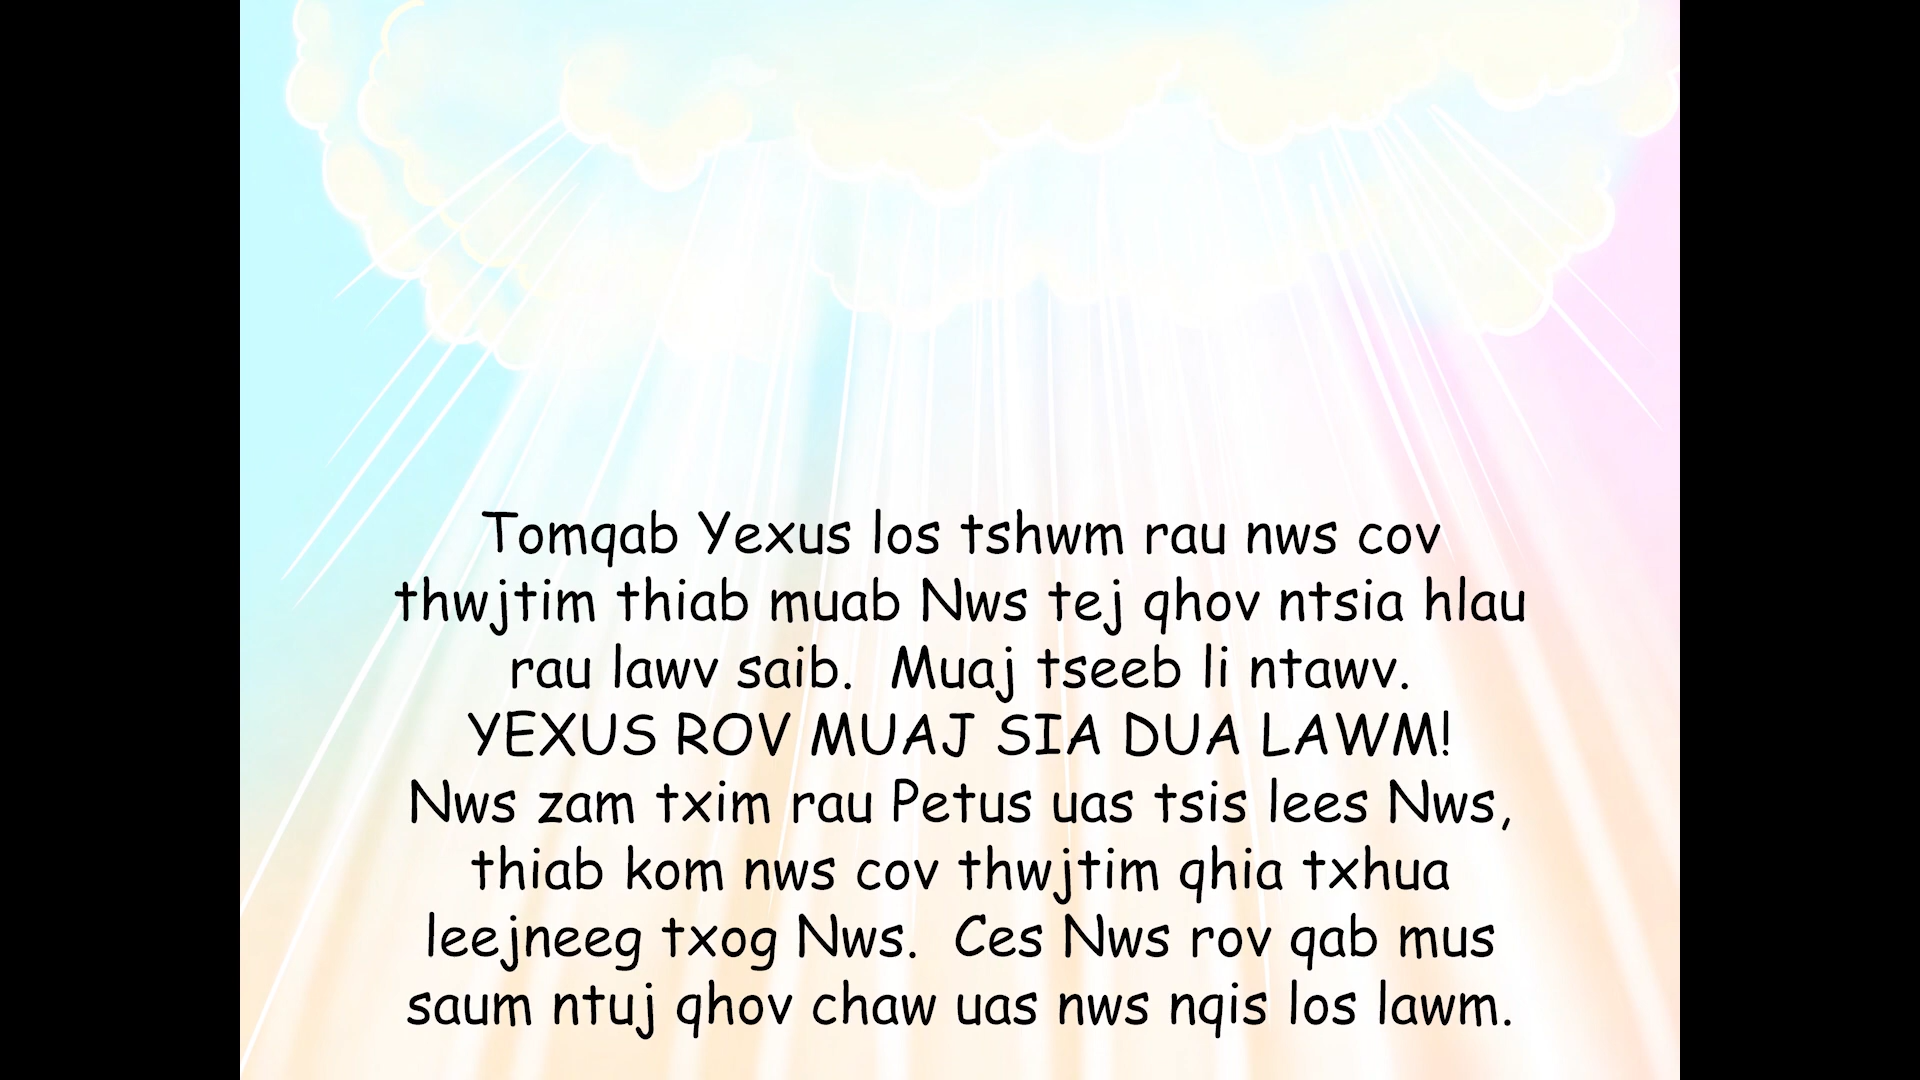 Tomqab Yexus los tshwm rau nws cov
thwjtim thiab muab Nws tej qhov ntsia hlau
rau lawv saib.  Muaj tseeb li ntawv.
YEXUS ROV MUAJ SIA DUA LAWM!
Nws zam txim rau Petus uas tsis lees Nws,
thiab kom nws cov thwjtim qhia txhua
leejneeg txog Nws.  Ces Nws rov qab mus
saum ntuj qhov chaw uas nws nqis los lawm.